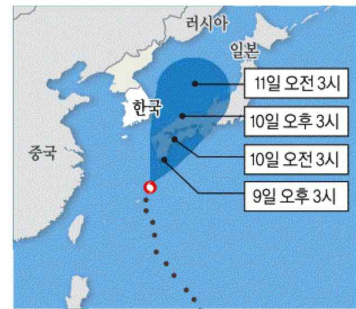 러시아
일본
한국
중국
11일 오전 3시
10일 오후 3시
10일 오전 3시
9일 오후 3시